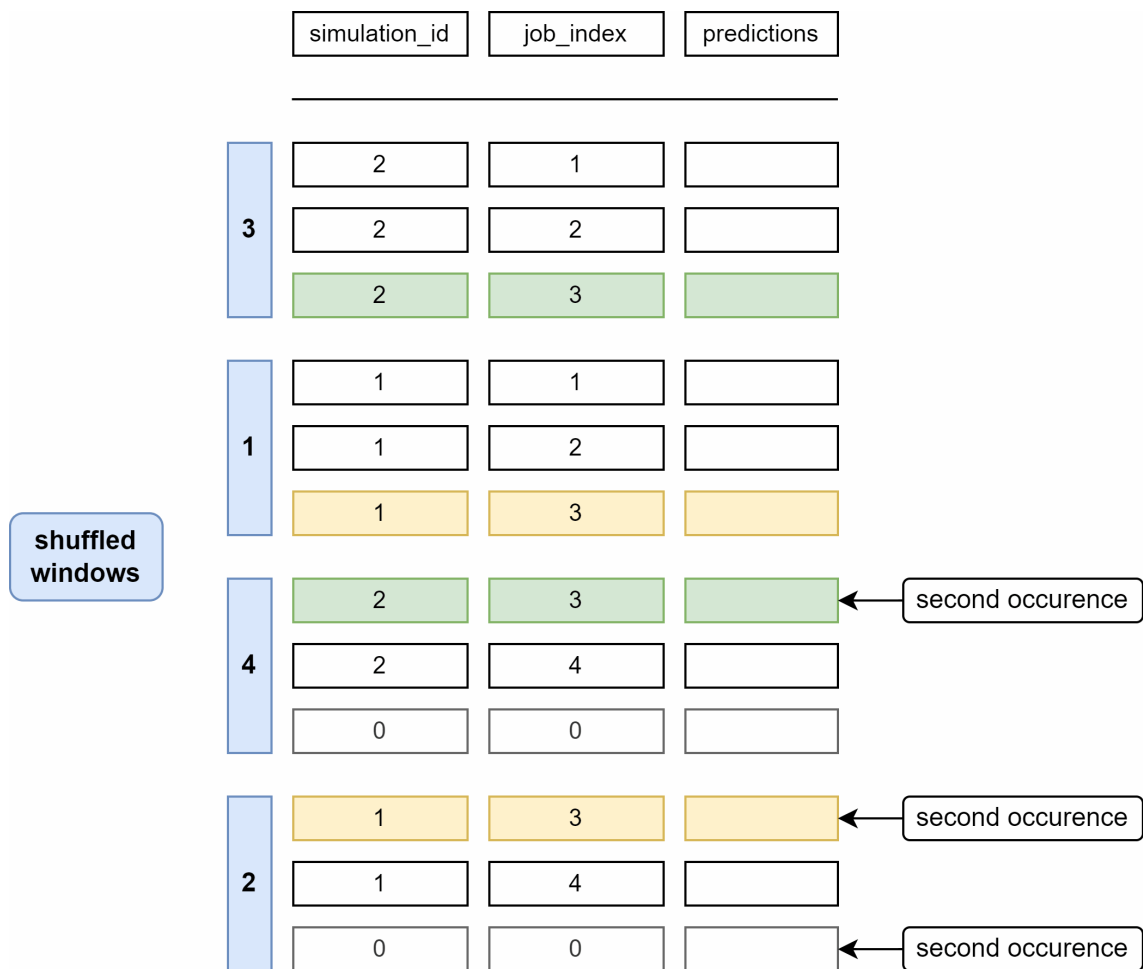 simulation_id job_index predictions
2 1
3
2 2
2 3
1 1
1
1 2
1 3
shuffled
windows
2 3 second occurence
4
2 4
0 0
1 3 second occurence
2
1 4
0 0 second occurence